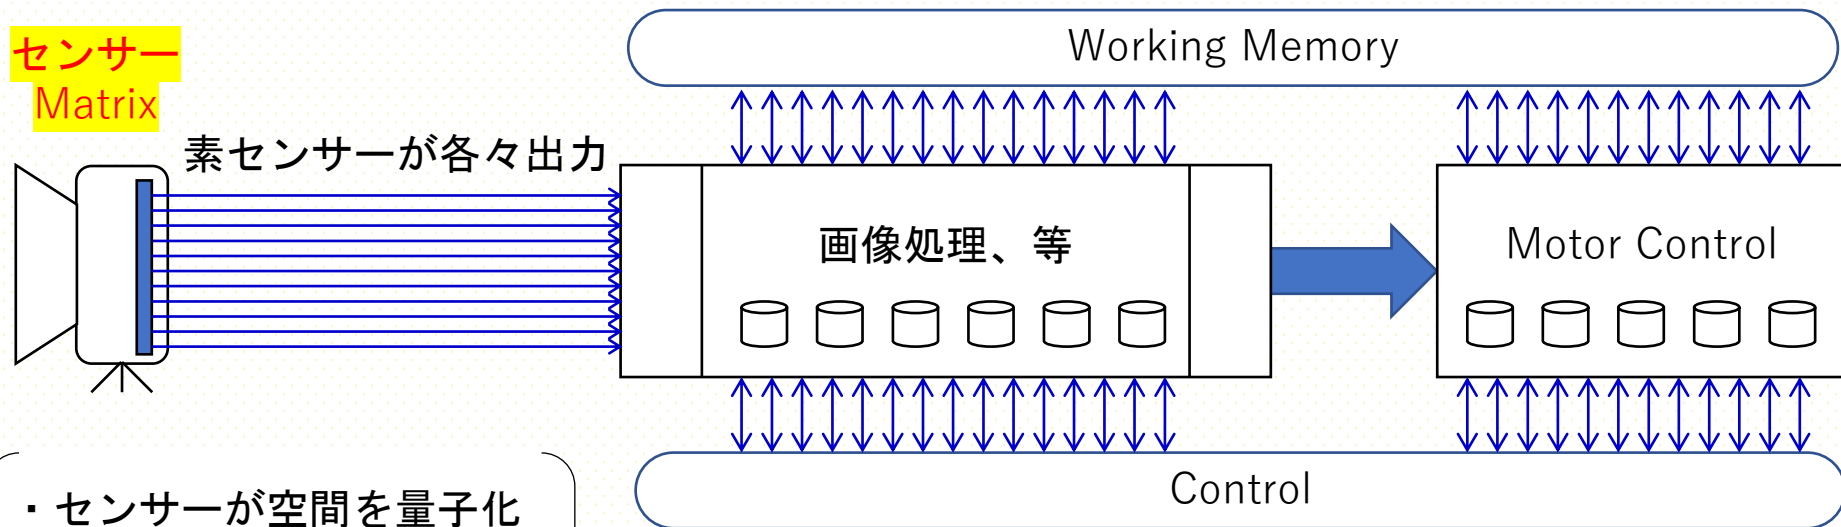 センサー
Matrix
Working Memory
素センサーが各々出力
画像処理、等
Motor Control
・センサーが空間を量子化
Control